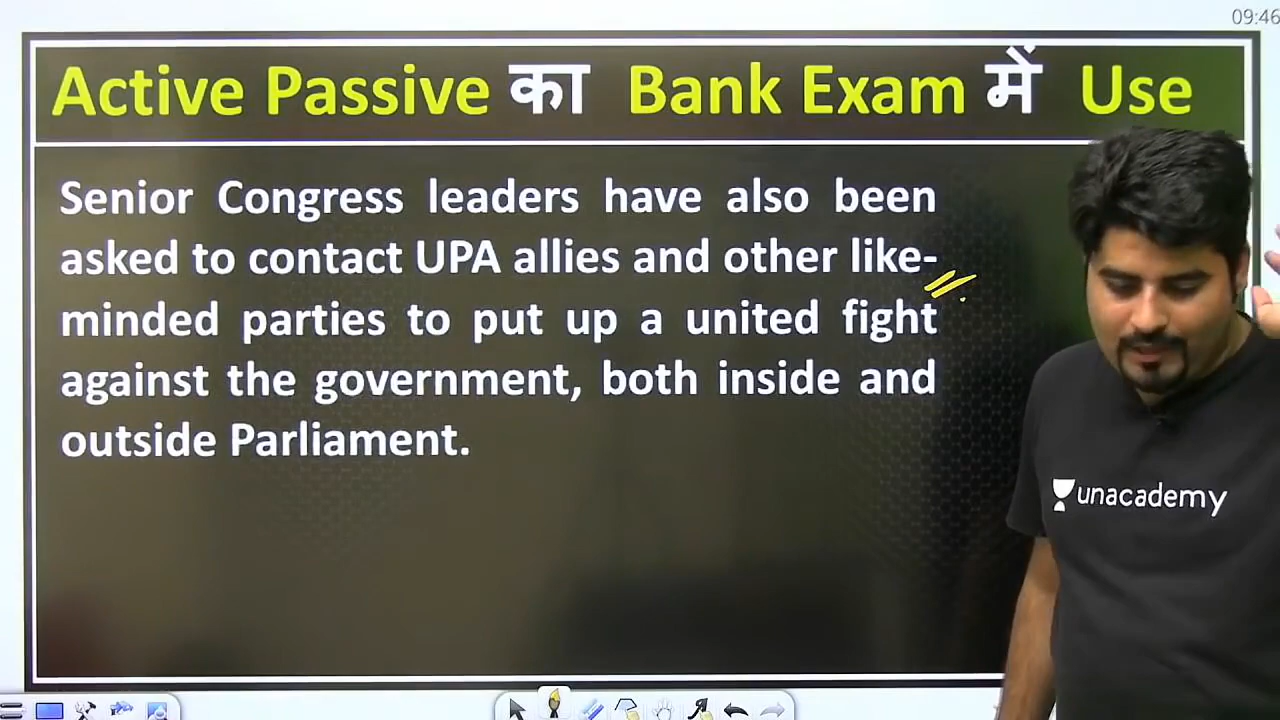 09:46
Active Passive का Bank Exam में Use
Senior Congress leaders have also been
asked to contact UPA allies and other like-
minded parties to put up a united fight
against the government, both inside and
outside Parliament.
unacademy